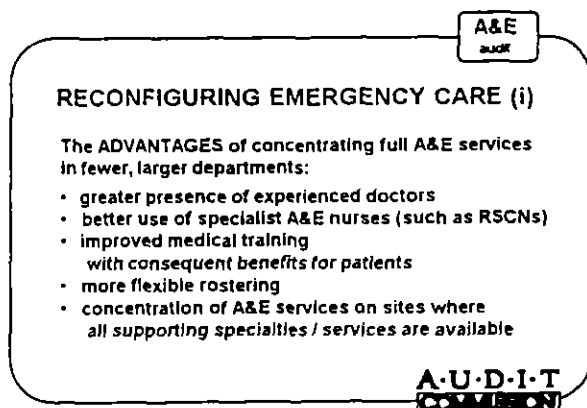 A&E
audit
RECONFIGURING EMERGENCY CARE (i)
The ADVANTAGES of concentrating full A&E services
in fewer, larger departments:
• greater presence of experienced doctors
• better use of specialist A&E nurses (such as RSCNs)
• improved medical training
with consequent benefits for patients
• more flexible rostering
• concentration of A&E services on sites where
all supporting specialties / services are available
A·U·D·I·T
COMMISSION